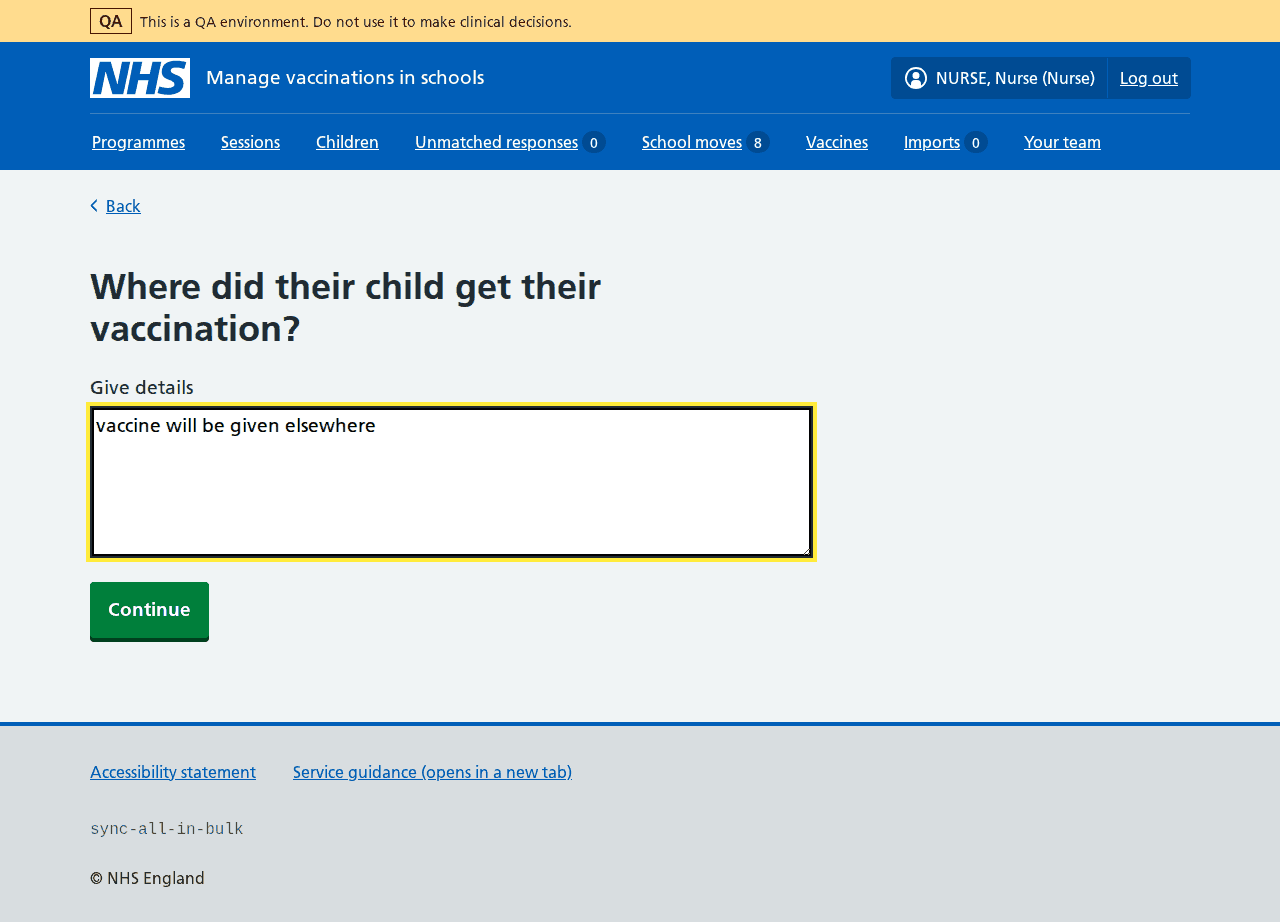 QA This is a QA environment. Do not use it to make clinical decisions.
NHS Manage vaccinations in schools NURSE, Nurse (Nurse) Log out
Programmes Sessions Children Unmatched responses 0 School moves 8 Vaccines Imports 0 Your team
Back
Where did their child get their
vaccination?
Give details
vaccine will be given elsewhere
Continue
Accessibility statement Service guidance (opens in a new tab)
sync-all-in-bulk
© NHS England